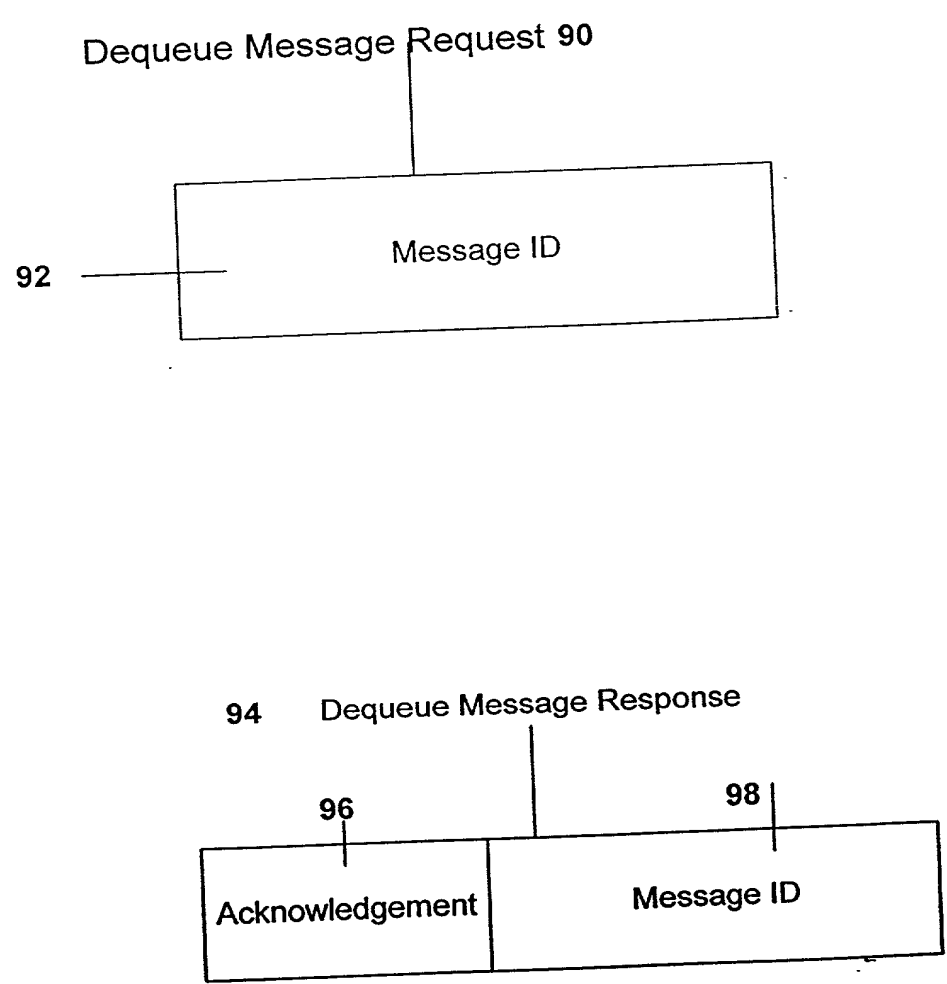 Dequeue Message Request 90
Message ID
92
94 Dequeue Message Response
96
98
Acknowledgement
Message ID